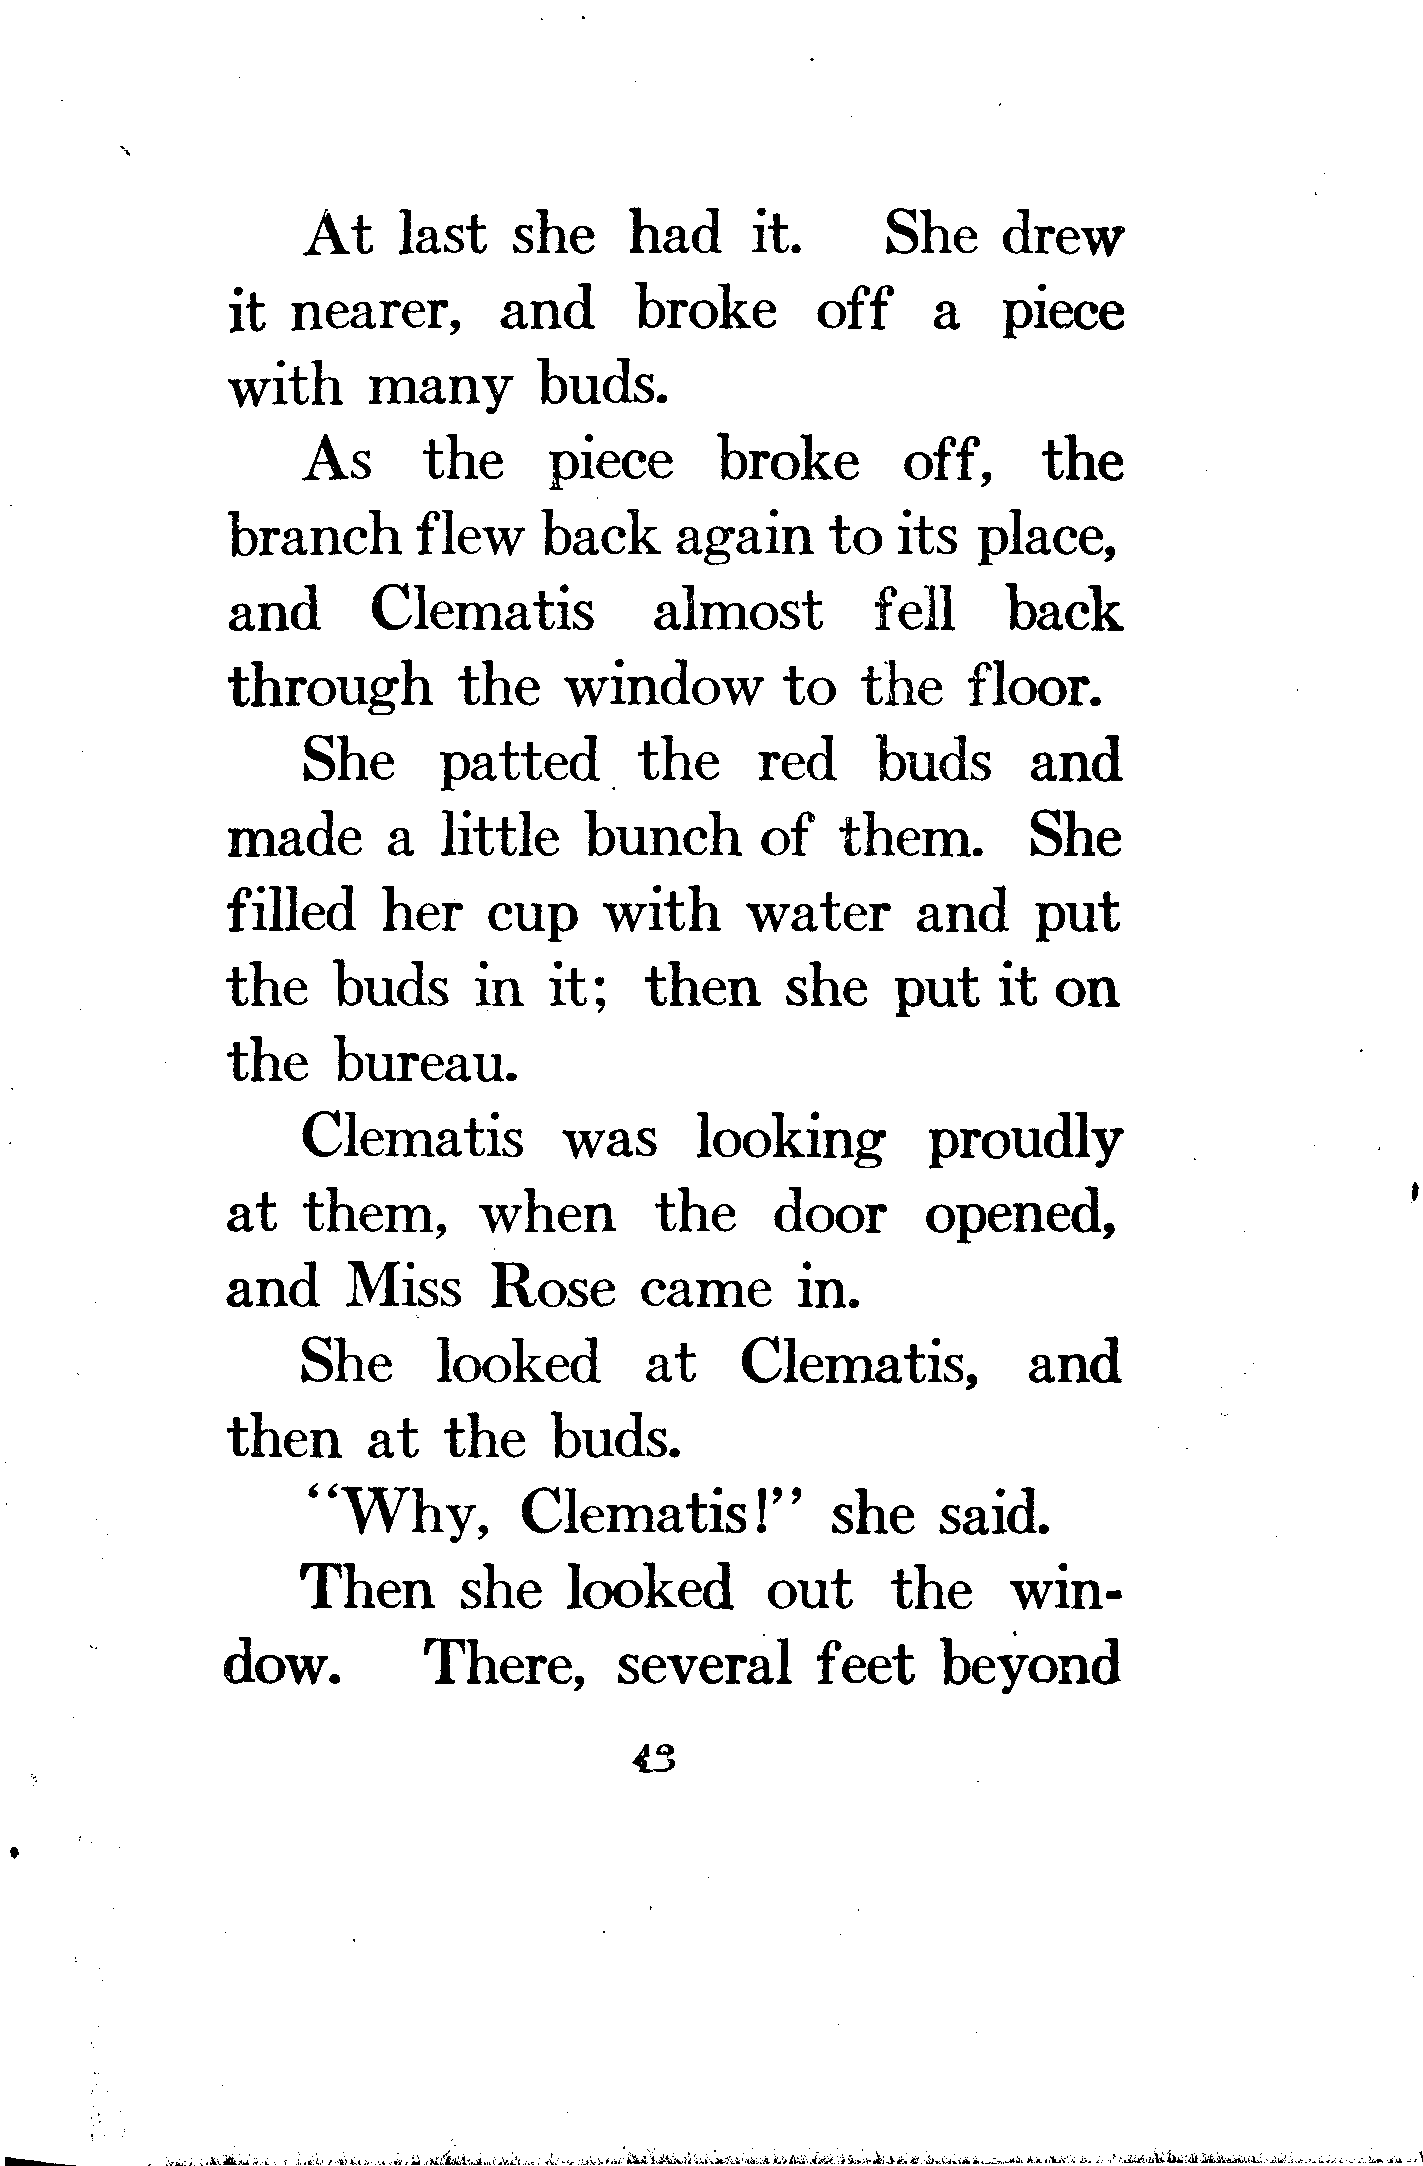 At last she had it. She drew
it nearer, and broke off a piece
with many buds.
As the piece broke off, the
branch flew back again to its place,
and Clematis almost fell back
through the window to the floor.
She patted the red buds and
made a little bunch of them. She
filled her cup with water and put
the buds in it; then she put it on
the bureau.
Clematis was looking proudly
at them, when the door opened,
and Miss Rose came in.
She looked at Clematis, and
then at the buds.
“Why, Clematis!” she said.
Then she looked out the win-
dow. There, several feet beyond
43